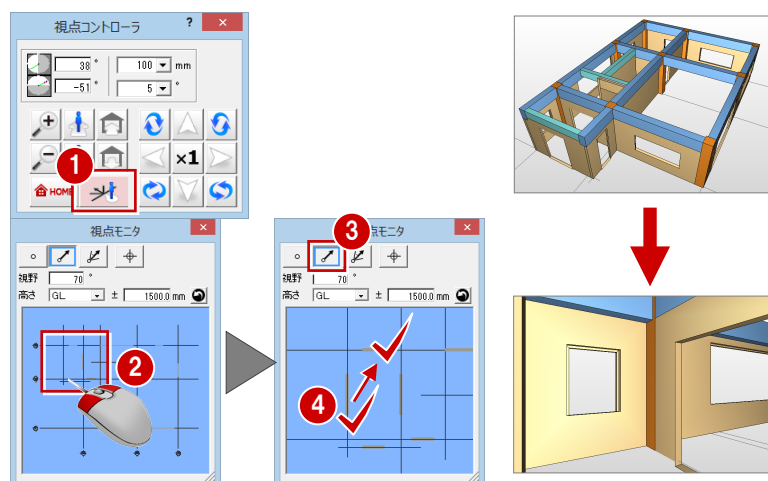 視点コントローラ ? ×
38 ° 100 mm
-51 ° 5 °
×1
1
HOME
視点モニタ ×
視野 70 °
高さ GL ± 1500.0 mm
2
3
点モニタ ×
視野 70 °
高さ GL ± 1500.0 mm
4